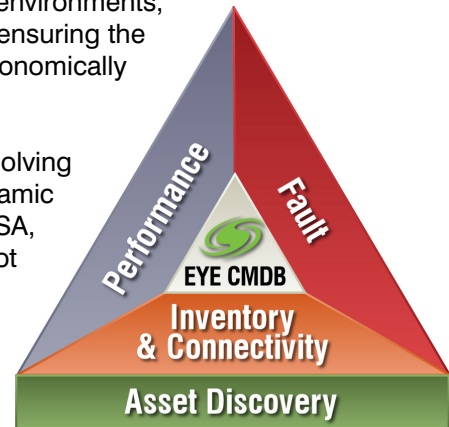 environments,
ensuring the
onomically
olving
amic
SA,
ot
Performance
Fault
EYE CMDB
Inventory
& Connectivity
Asset Discovery